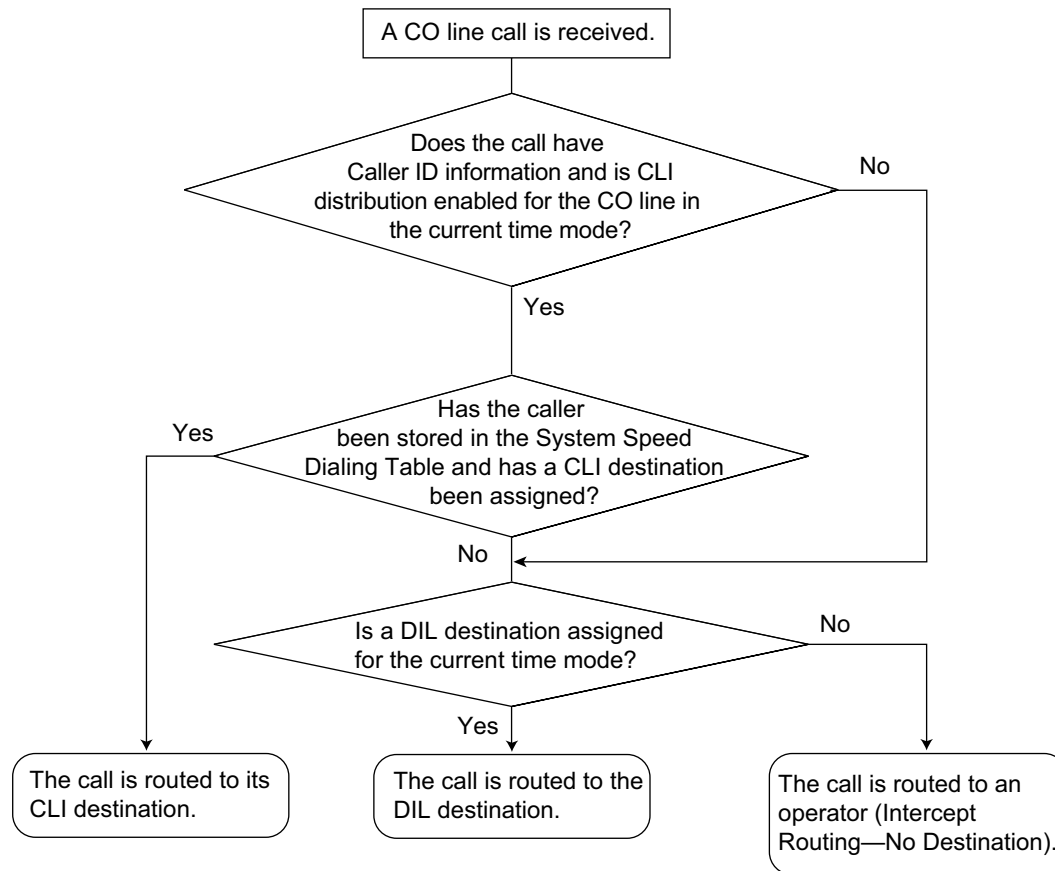 A CO line call is received.
Does the call have
Caller ID information and is CLI
distribution enabled for the CO line in
the current time mode?
No
Yes
Has the caller
been stored in the System Speed
Dialing Table and has a CLI destination
been assigned?
Yes
No
Is a DIL destination assigned
for the current time mode?
No
Yes
The call is routed to its
CLI destination.
The call is routed to the
DIL destination.
The call is routed to an
operator (Intercept
Routing—No Destination).